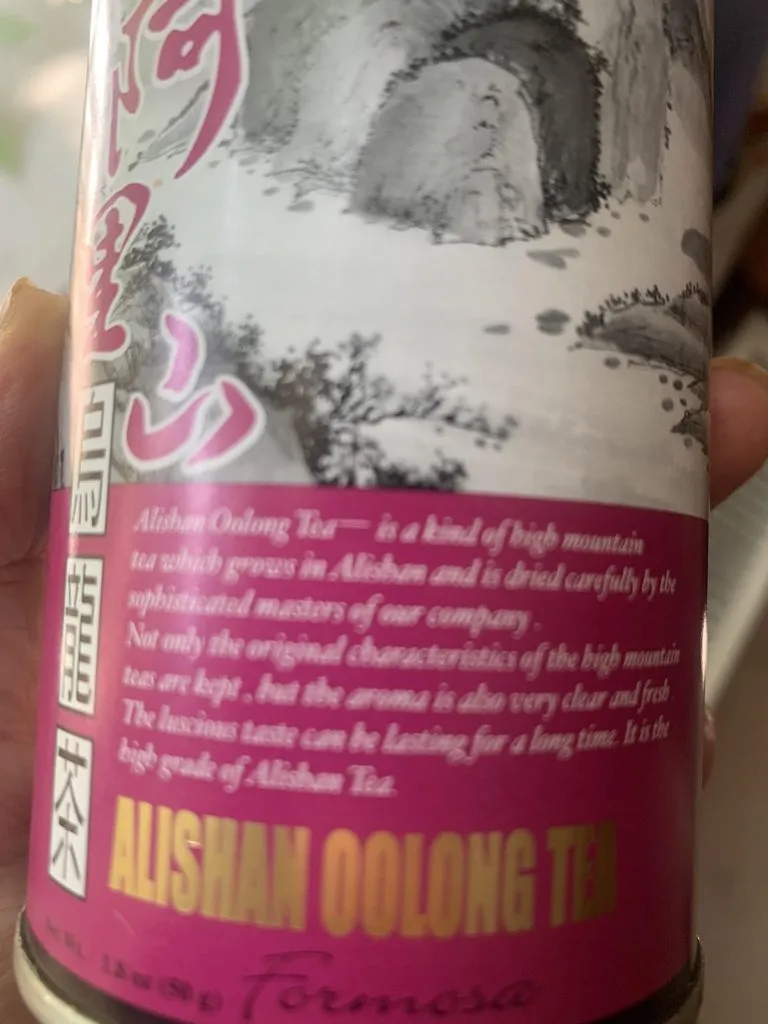 阿里山
烏龍茶
Alishan Oolong Tea— is a kind of high mountain
tea which grows in Alishan and is dried carefully by the
sophisticated masters of our company .
Not only the original characteristics of the high mountain
teas are kept , but the aroma is also very clear and fresh
The luscious taste can be lasting for a long time. It is the
high grade of Alishan Tea.
ALISHAN OOLONG TEA
Formosa